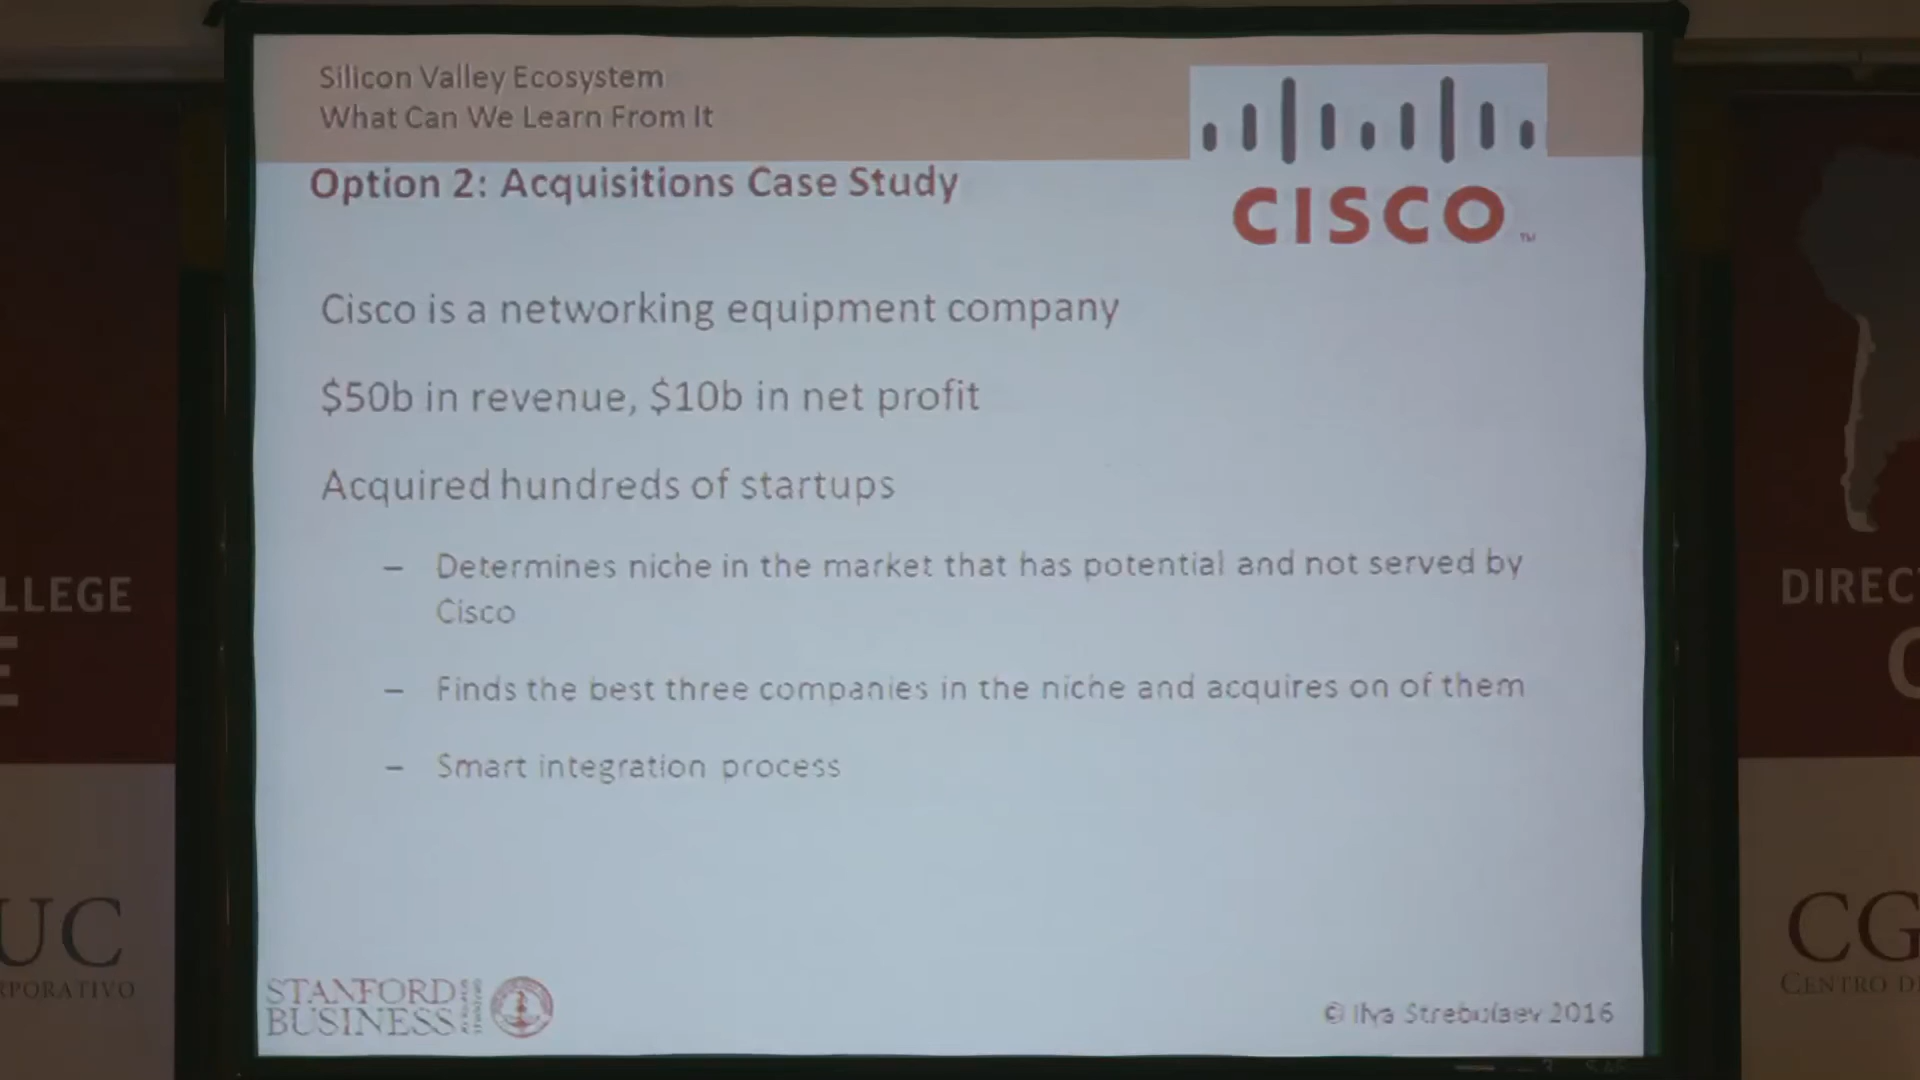 Silicon Valley Ecosystem
What Can We Learn From It
CISCO
TM
Option 2: Acquisitions Case Study
Cisco is a networking equipment company
$50b in revenue, $10b in net profit
Acquired hundreds of startups
– Determines niche in the market that has potential and not served by
Cisco
– Finds the best three companies in the niche and acquires on of them
– Smart integration process
STANFORD
BUSINESS
© Ilya Strebulaev 2016
LLEGE
E
UC
RPORATIVO
DIREC
C
CG
CENTRO D